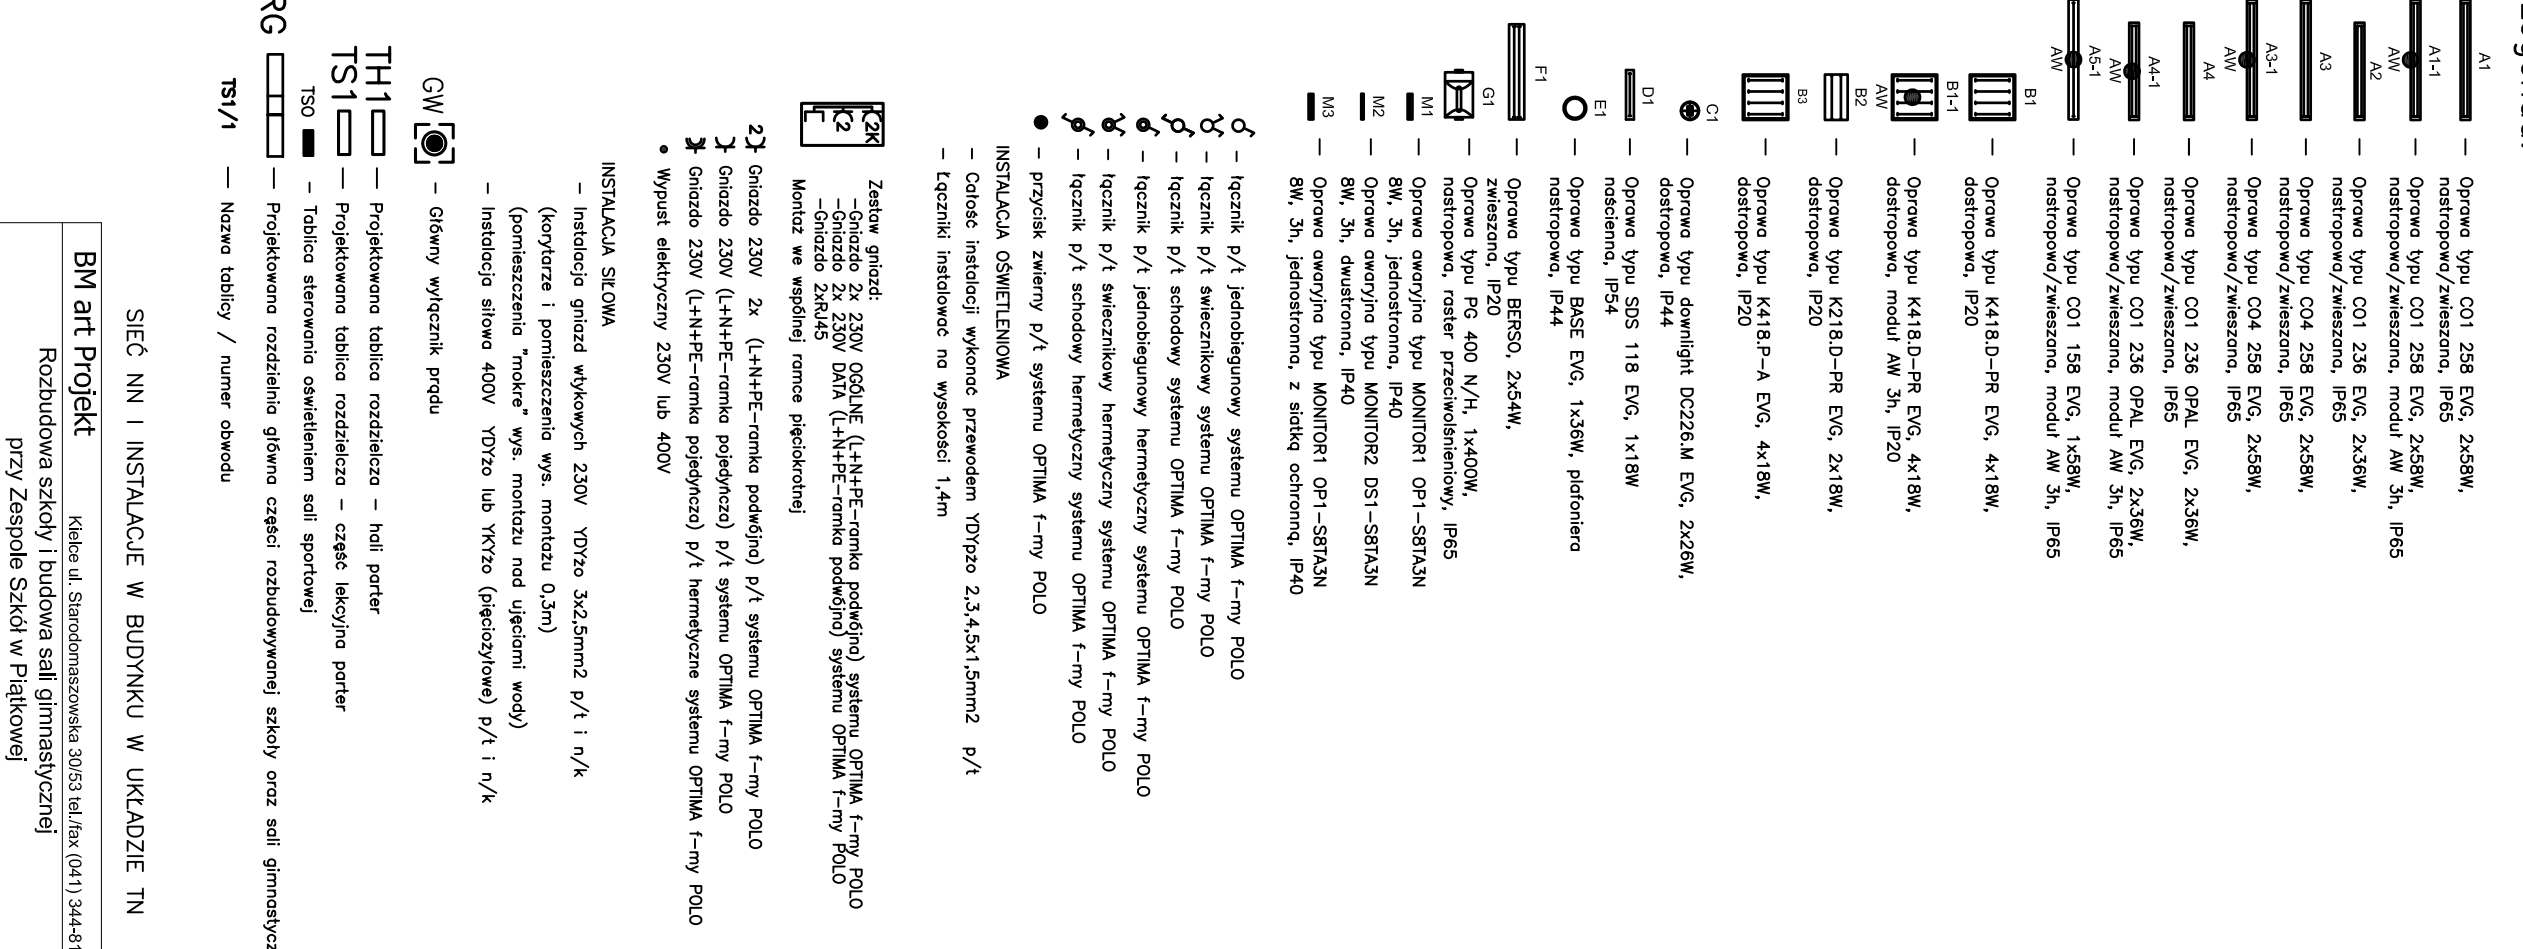 Legenda:
A1 – Oprawa typu CO1 258 EVG, 2x58W,
nastropowa/zwieszana, IP65
A1-1
AW – Oprawa typu CO1 258 EVG, 2x58W,
nastropowa/zwieszana, moduł AW 3h, IP65
A2 – Oprawa typu CO1 236 EVG, 2x36W,
nastropowa/zwieszana, IP65
A3 – Oprawa typu CO4 258 EVG, 2x58W,
nastropowa/zwieszana, IP65
A3-1
AW – Oprawa typu CO4 258 EVG, 2x58W,
nastropowa/zwieszana, IP65
A4 – Oprawa typu CO1 236 OPAL EVG, 2x36W,
nastropowa/zwieszana, IP65
A4-1
AW – Oprawa typu CO1 236 OPAL EVG, 2x36W,
nastropowa/zwieszana, moduł AW 3h, IP65
A5-1
AW – Oprawa typu CO1 158 EVG, 1x58W,
nastropowa/zwieszana, moduł AW 3h, IP65
B1 – Oprawa typu K418.D-PR EVG, 4x18W,
dostropowa, IP20
B1-1
AW – Oprawa typu K418.D-PR EVG, 4x18W,
dostropowa, moduł AW 3h, IP20
B2 – Oprawa typu K218.D-PR EVG, 2x18W,
dostropowa, IP20
B3 – Oprawa typu K418.P-A EVG, 4x18W,
dostropowa, IP20
C1 – Oprawa typu downlight DC226.M EVG, 2x26W,
dostropowa, IP44
D1 – Oprawa typu SDS 118 EVG, 1x18W
naścienna, IP54
E1 – Oprawa typu BASE EVG, 1x36W, plafoniera
nastropowa, IP44
F1 – Oprawa typu BERSO, 2x54W,
zwieszana, IP20
G1 – Oprawa typu PG 400 N/H, 1x400W,
nastropowa, raster przeciwolśnieniowy, IP65
M1 – Oprawa awaryjna typu MONITOR1 OP1-S8TA3N
8W, 3h, jednostronna, IP40
M2 – Oprawa awaryjna typu MONITOR2 DS1-S8TA3N
8W, 3h, dwustronna, IP40
M3 – Oprawa awaryjna typu MONITOR1 OP1-S8TA3N
8W, 3h, jednostronna, z siatką ochronną, IP40
– łącznik p/t jednobiegunowy systemu OPTIMA f-my POLO
– łącznik p/t świecznikowy systemu OPTIMA f-my POLO
– łącznik p/t schodowy systemu OPTIMA f-my POLO
– łącznik p/t jednobiegunowy hermetyczny systemu OPTIMA f-my POLO
– łącznik p/t świecznikowy hermetyczny systemu OPTIMA f-my POLO
– łącznik p/t schodowy hermetyczny systemu OPTIMA f-my POLO
– przycisk zwierny p/t systemu OPTIMA f-my POLO
INSTALACJA OŚWIETLENIOWA
– Całość instalacji wykonać przewodem YDYpżo 2,3,4,5x1,5mm2 p/t
– Łączniki instalować na wysokości 1,4m
Zestaw gniazd:
2K –Gniazdo 2x 230V OGÓLNE (L+N+PE-ramka podwójna) systemu OPTIMA f-my POLO
2 –Gniazdo 2x 230V DATA (L+N+PE-ramka podwójna) systemu OPTIMA f-my POLO
–Gniazdo 2xRJ45
Montaż we wspólnej ramce pięciokrotnej
2 Gniazdo 230V 2x (L+N+PE-ramka podwójna) p/t systemu OPTIMA f-my POLO
Gniazdo 230V (L+N+PE-ramka pojedyńcza) p/t systemu OPTIMA f-my POLO
Gniazdo 230V (L+N+PE-ramka pojedyńcza) p/t hermetyczne systemu OPTIMA f-my POLO
Wypust elektryczny 230V lub 400V
INSTALACJA SIŁOWA
– Instalacja gniazd wtykowych 230V YDYżo 3x2,5mm2 p/t i n/k
(korytarze i pomieszczenia wys. montażu 0,3m)
(pomieszczenia "mokre" wys. montażu nad ujęciami wody)
– Instalacja siłowa 400V YDYżo lub YKYżo (pięciożyłowe) p/t i n/k
GW – Główny wyłącznik prądu
TH1 – Projektowana tablica rozdzielcza – hali parter
TS1 – Projektowana tablica rozdzielcza – część lekcyjna parter
TSO – Tablica sterowania oświetleniem sali sportowej
RG – Projektowana rozdzielnia główna części rozbudowywanej szkoły oraz sali gimnastycz
TS1/1 – Nazwa tablicy / numer obwodu
SIEĆ NN I INSTALACJE W BUDYNKU W UKŁADZIE TN
BM art Projekt Kielce ul. Starodomaszowska 30/53 tel./fax (041) 344-81
Rozbudowa szkoły i budowa sali gimnastycznej
przy Zespole Szkół w Piątkowej